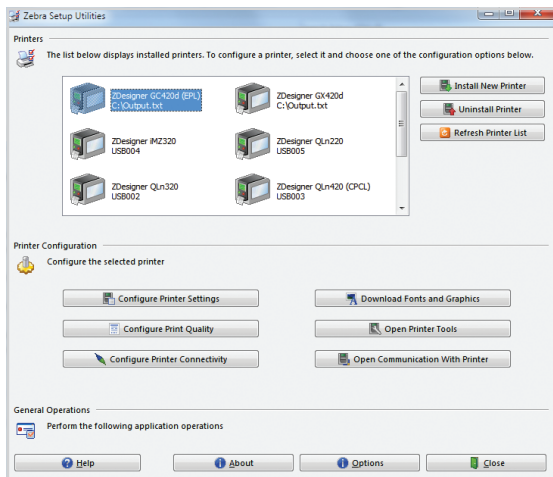 Zebra Setup Utilities
Printers
The list below displays installed printers. To configure a printer, select it and choose one of the configuration options below.
ZDesigner GC420d (EPL)
C:\Output.txt
ZDesigner GX420d
C:\Output.txt
ZDesigner iMZ320
USB004
ZDesigner QLn220
USB005
ZDesigner QLn320
USB002
ZDesigner QLn420 (CPCL)
USB003
Install New Printer
Uninstall Printer
Refresh Printer List
Printer Configuration
Configure the selected printer
Configure Printer Settings
Download Fonts and Graphics
Configure Print Quality
Open Printer Tools
Configure Printer Connectivity
Open Communication With Printer
General Operations
Perform the following application operations
Help
About
Options
Close